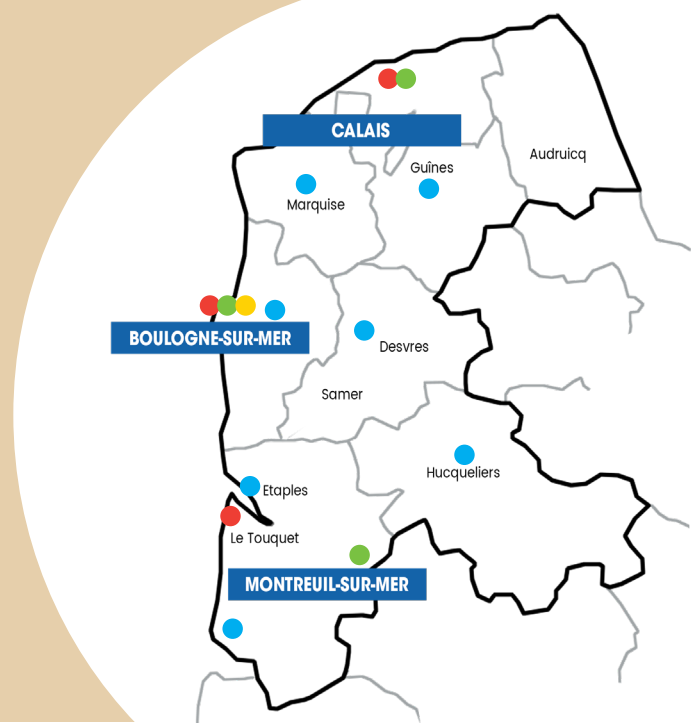 CALAIS
Audruicq
Guînes
Marquise
BOULOGNE-SUR-MER
Desvres
Samer
Hucqueliers
Etaples
Le Touquet
MONTREUIL-SUR-MER